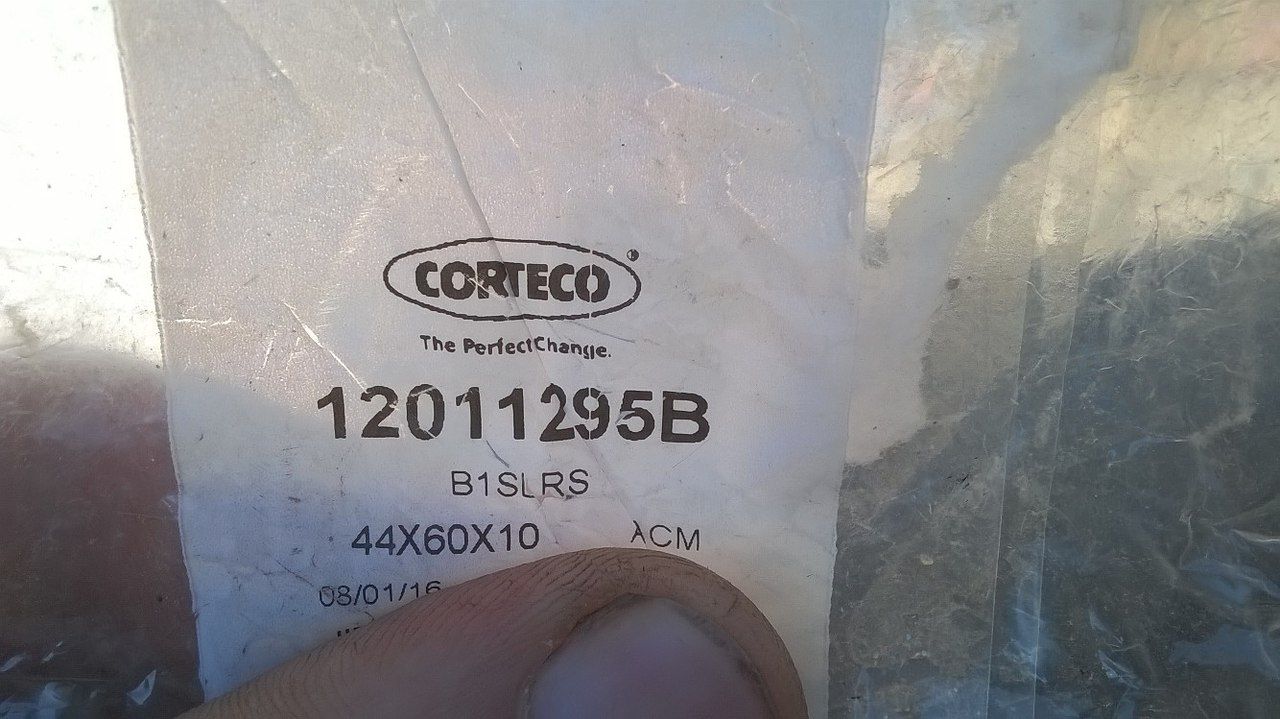 CORTECO
The PerfectChange.
12011295B
B1SLRS
44X60X10 ACM
08/01/16